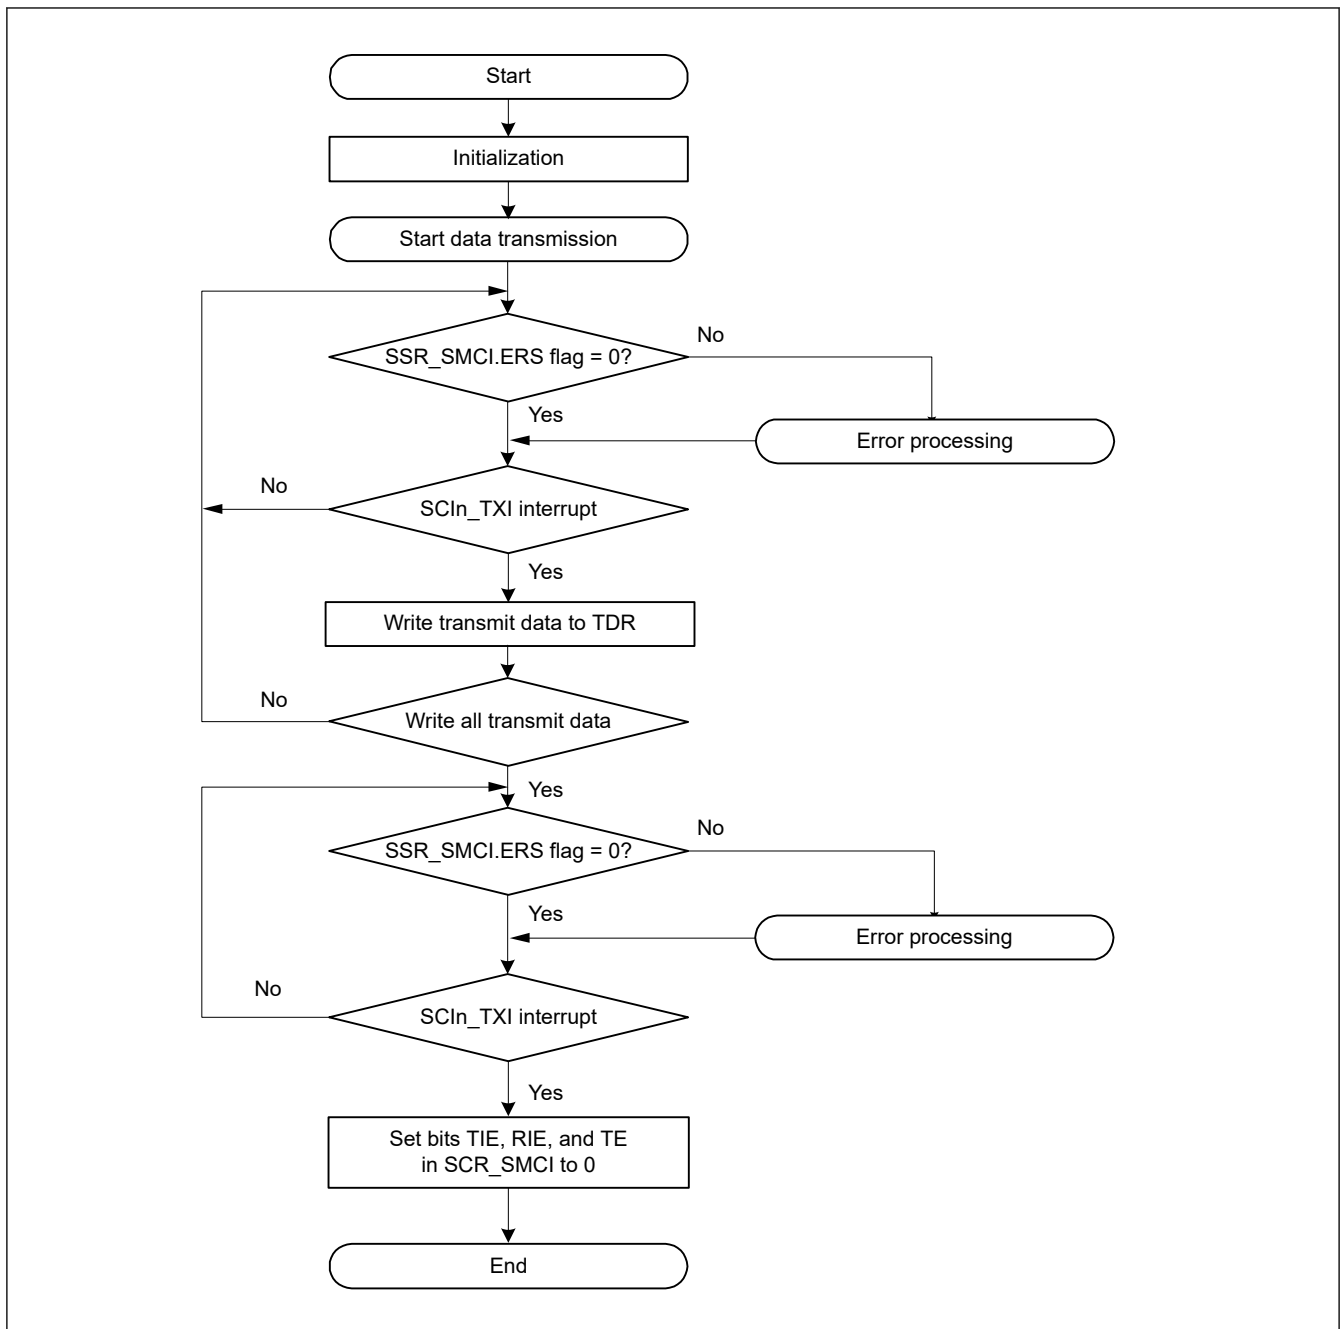 Start
Initialization
Start data transmission
SSR_SMCI.ERS flag = 0?
No
Yes
Error processing
No
SCIn_TXI interrupt
Yes
Write transmit data to TDR
No
Write all transmit data
Yes
No
SSR_SMCI.ERS flag = 0?
Yes
Error processing
No
SCIn_TXI interrupt
Yes
Set bits TIE, RIE, and TE
in SCR_SMCI to 0
End